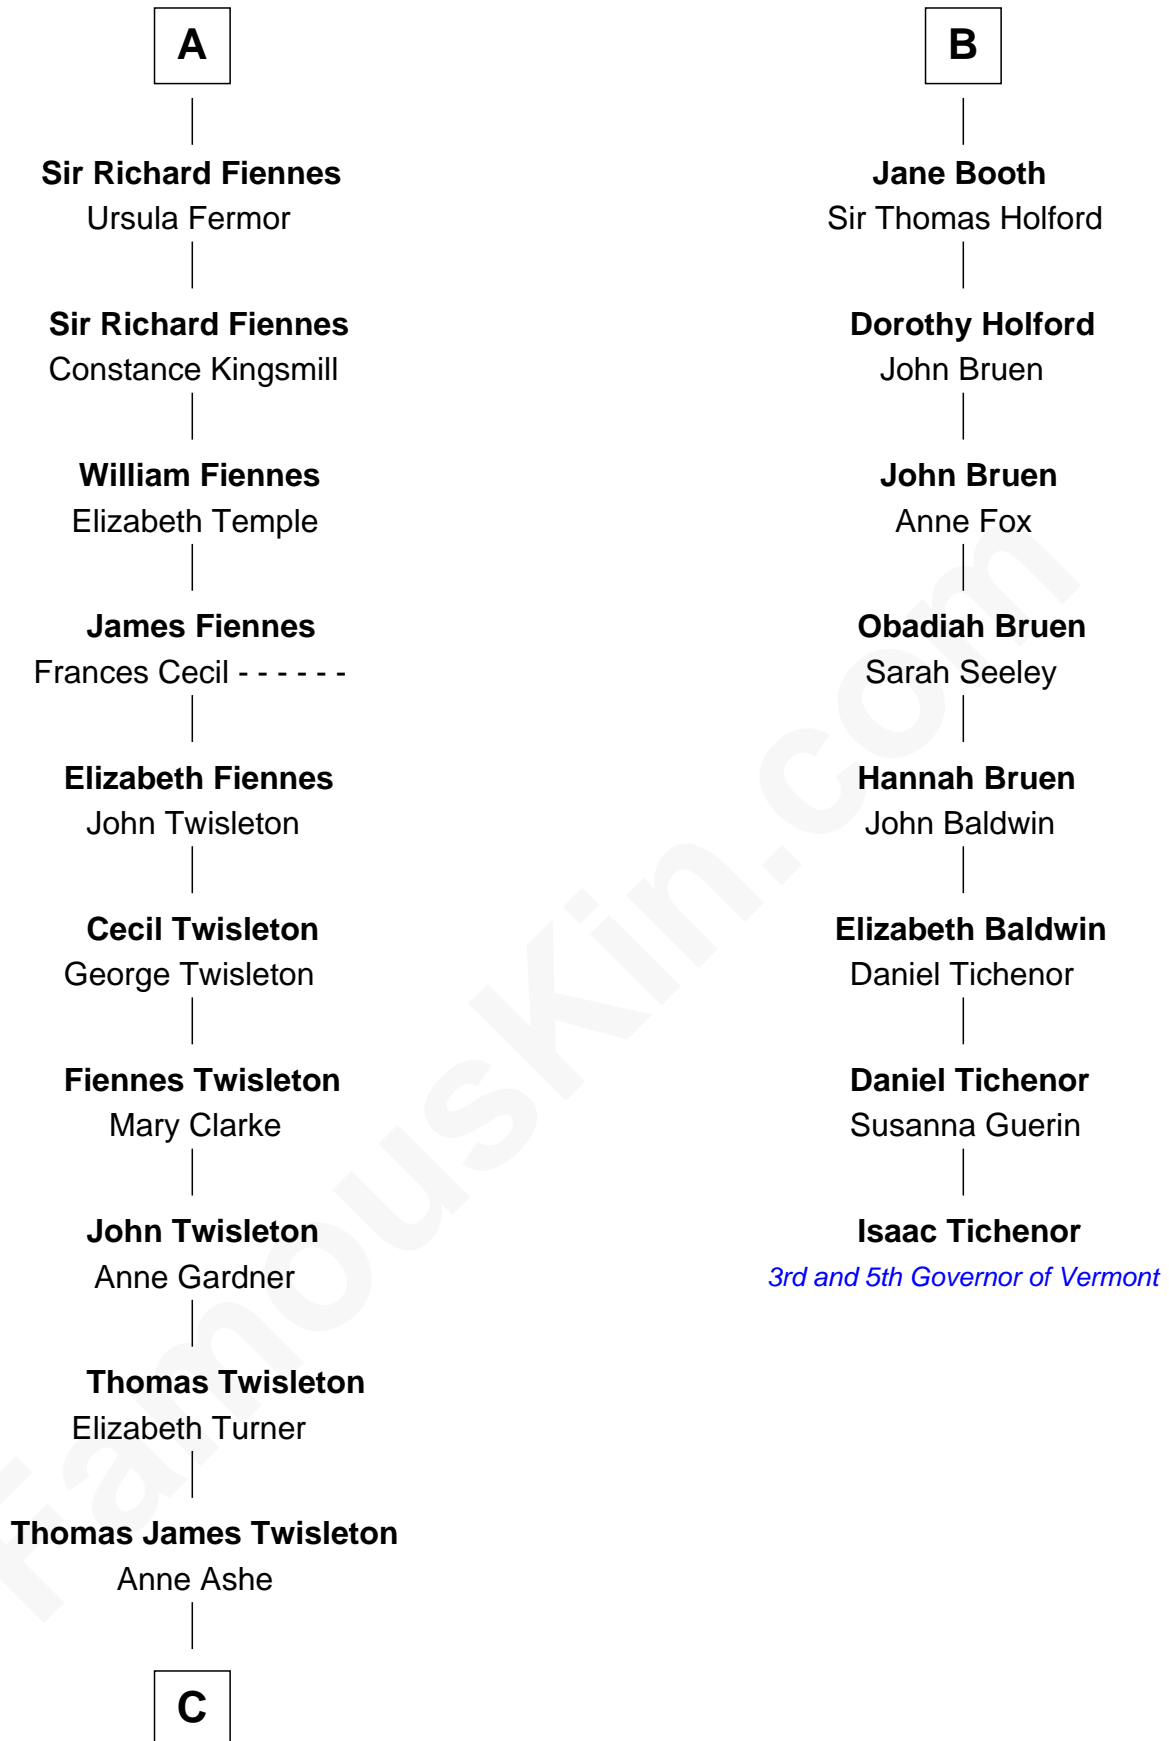 A
Sir Richard Fiennes
Ursula Fermor
Sir Richard Fiennes
Constance Kingsmill
William Fiennes
Elizabeth Temple
James Fiennes
Frances Cecil - - - - - -
Elizabeth Fiennes
John Twisleton
Cecil Twisleton
George Twisleton
Fiennes Twisleton
Mary Clarke
John Twisleton
Anne Gardner
Thomas Twisleton
Elizabeth Turner
Thomas James Twisleton
Anne Ashe
C
B
Jane Booth
Sir Thomas Holford
Dorothy Holford
John Bruen
John Bruen
Anne Fox
Obadiah Bruen
Sarah Seeley
Hannah Bruen
John Baldwin
Elizabeth Baldwin
Daniel Tichenor
Daniel Tichenor
Susanna Guerin
Isaac Tichenor
3rd and 5th Governor of Vermont
FamousKin.com